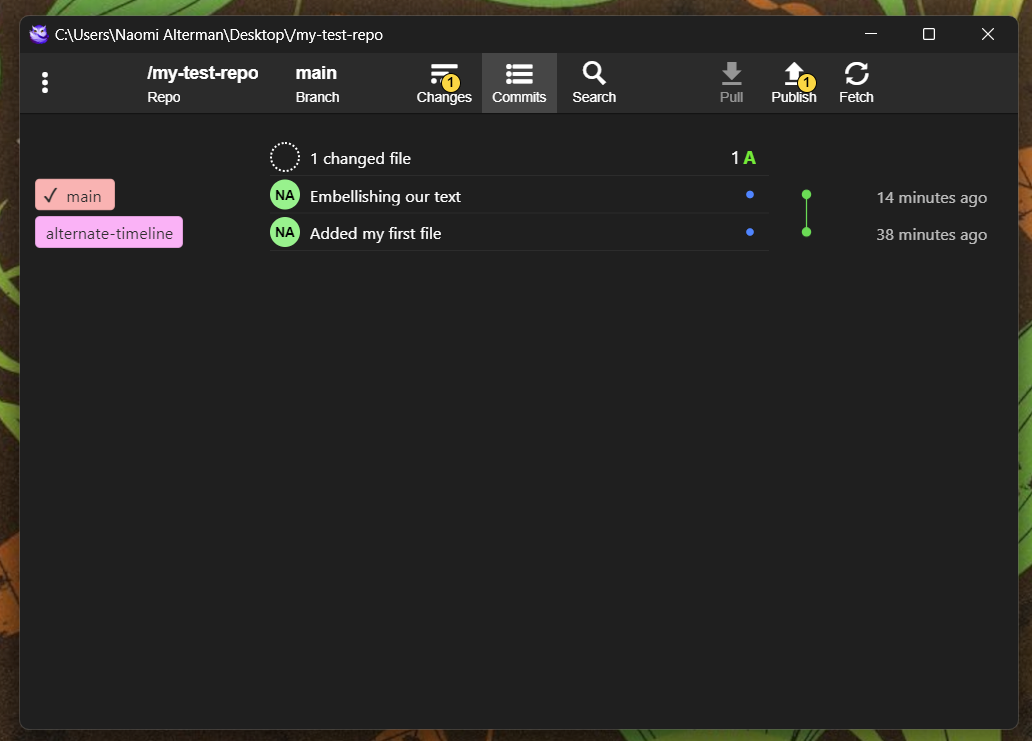 C:\Users\Naomi Alterman\Desktop\/my-test-repo
/my-test-repo
Repo
main
Branch
1
Changes
Commits
Search
Pull
1
Publish
Fetch
1 changed file
1 A
✓ main
NA
Embellishing our text
14 minutes ago
alternate-timeline
NA
Added my first file
38 minutes ago